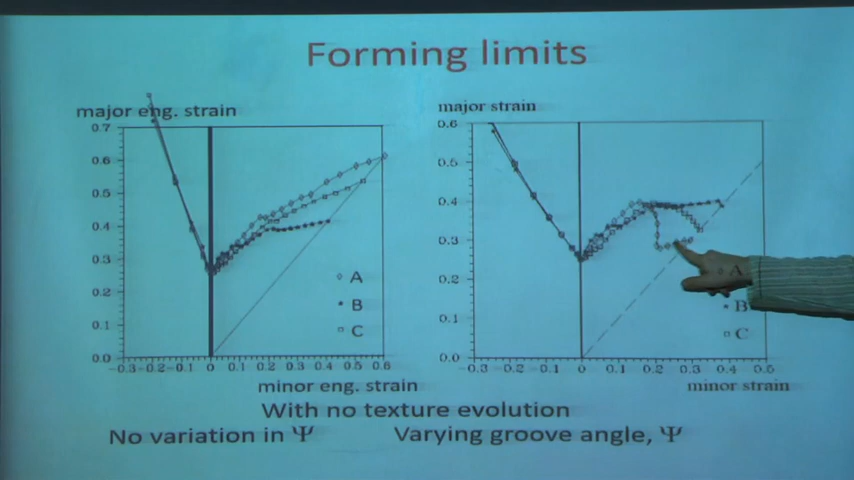 Forming limits
major eng. strain
major strain
0.7
0.6
0.5
0.4
0.3
0.2
0.1
0.0
-0.3 -0.2 -0.1 0 0.1 0.2 0.3 0.4 0.5 0.6
A
B
C
minor eng. strain
0.6
0.5
0.4
0.3
0.2
0.1
0.0
-0.3 -0.2 -0.1 0 0.1 0.2 0.3 0.4 0.5
A
B
C
minor strain
With no texture evolution
No variation in Ψ
Varying groove angle, Ψ